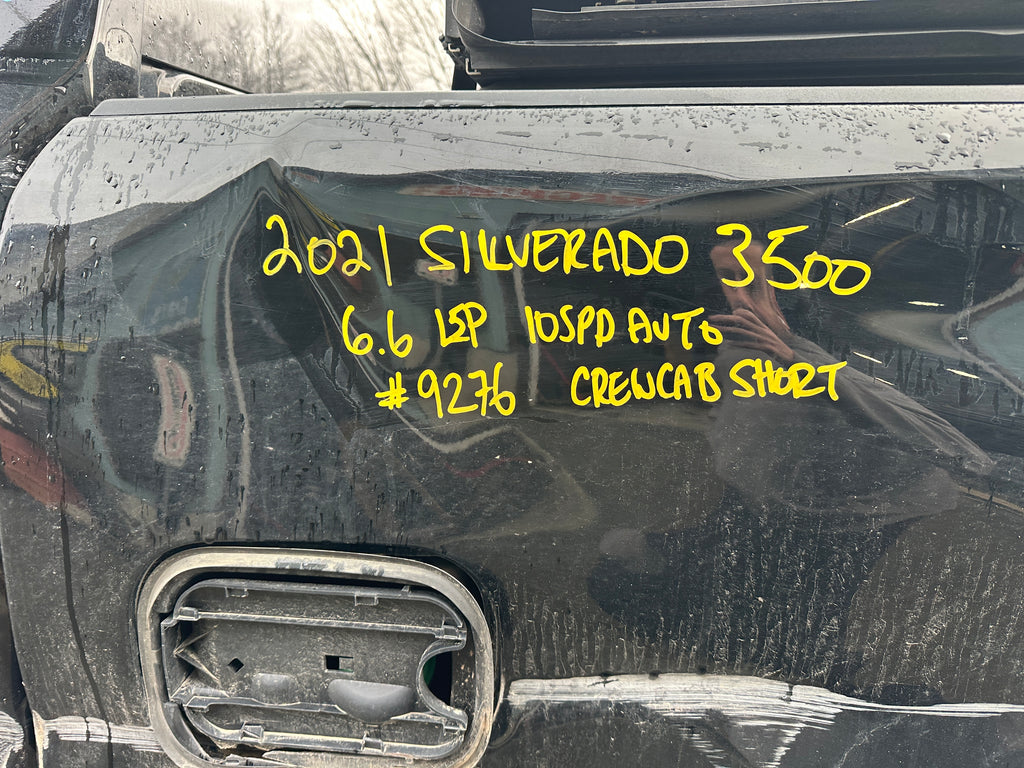 2021 SILVERADO 3500
6.6 L5P 10SPD AUTO
#9276 CREWCAB SHORT